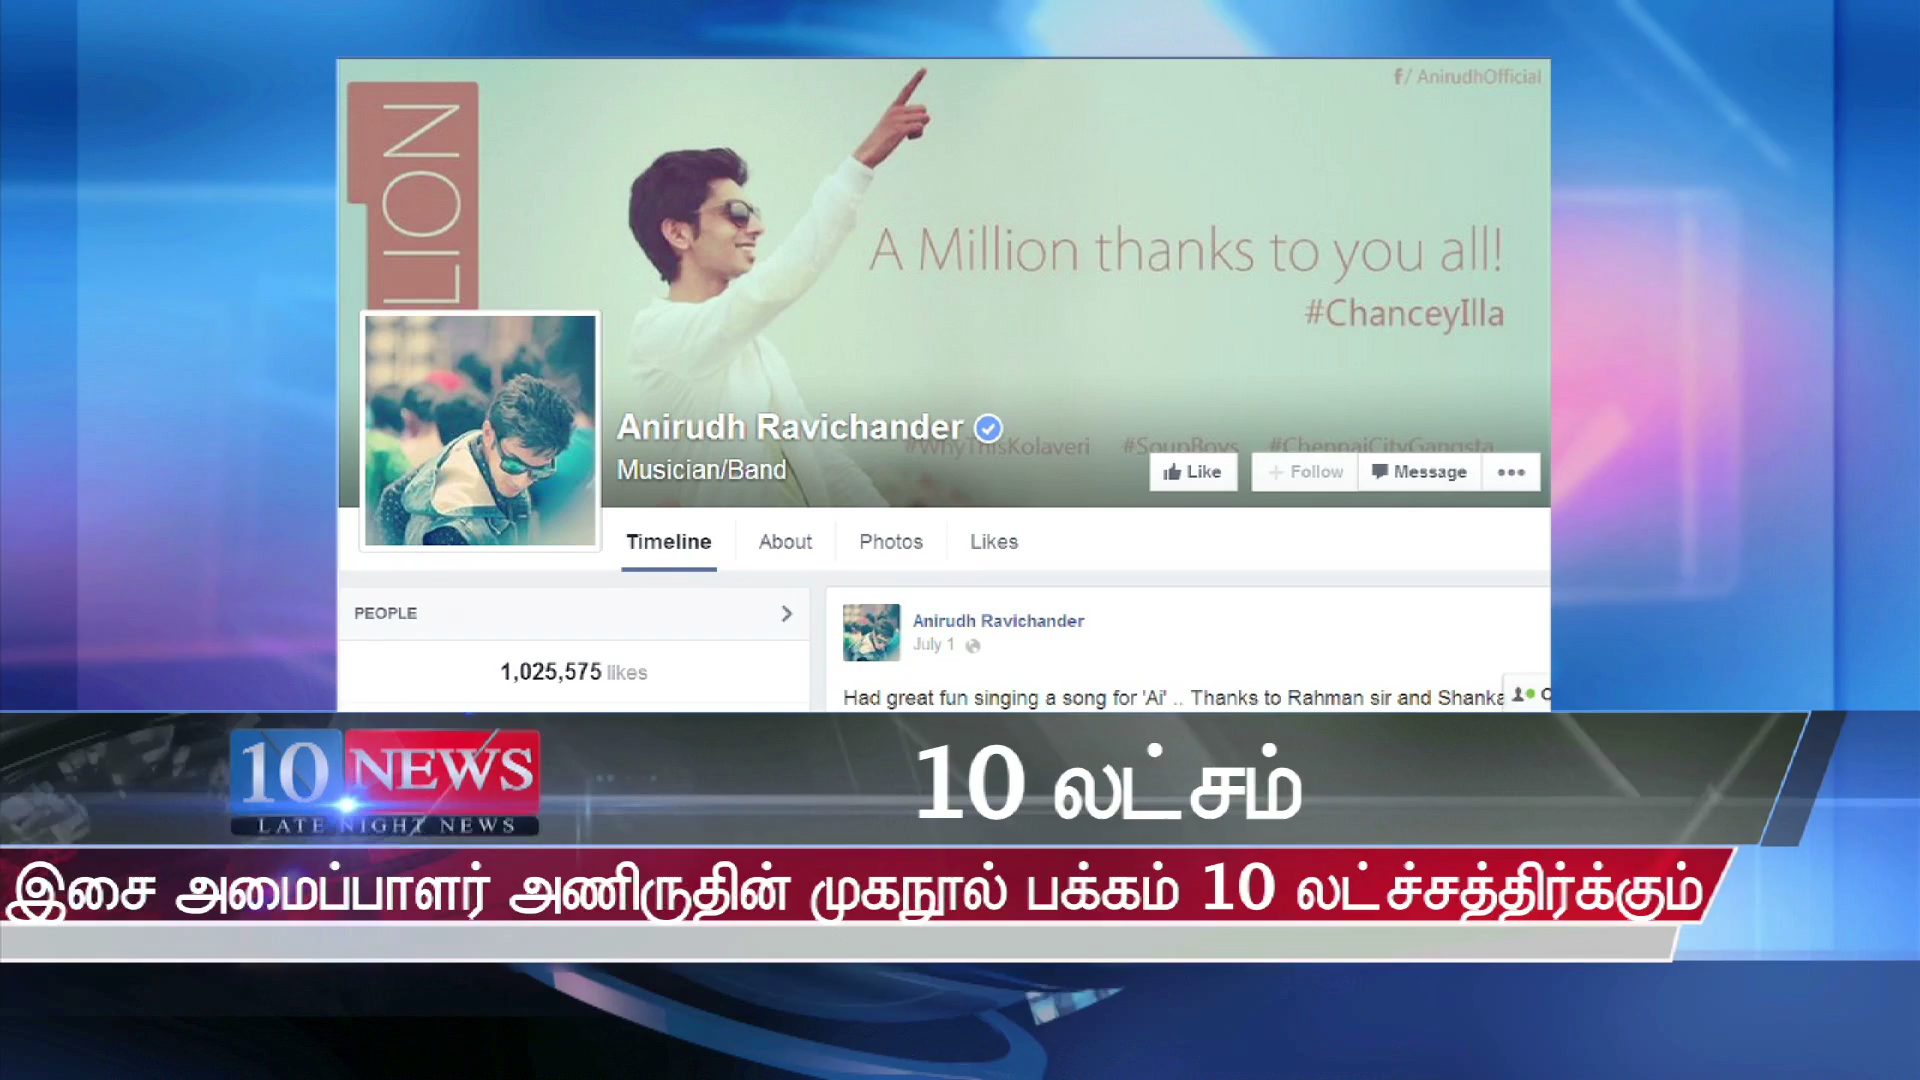 f/ AnirudhOfficial
LION
A Million thanks to you all!
#ChanceyIlla
Anirudh Ravichander
#WhyThisKolaveri #SoupBoys #ChennaiCityGangsta
Musician/Band
Like
+ Follow
Message
Timeline
About
Photos
Likes
PEOPLE
1,025,575 likes
Anirudh Ravichander
July 1
Had great fun singing a song for 'Ai' .. Thanks to Rahman sir and Shanka
10 NEWS
LATE NIGHT NEWS
10 லட்சம்
இசை அமைப்பாளர் அணிருதின் முகநூல் பக்கம் 10 லட்ச்சத்திர்க்கும்